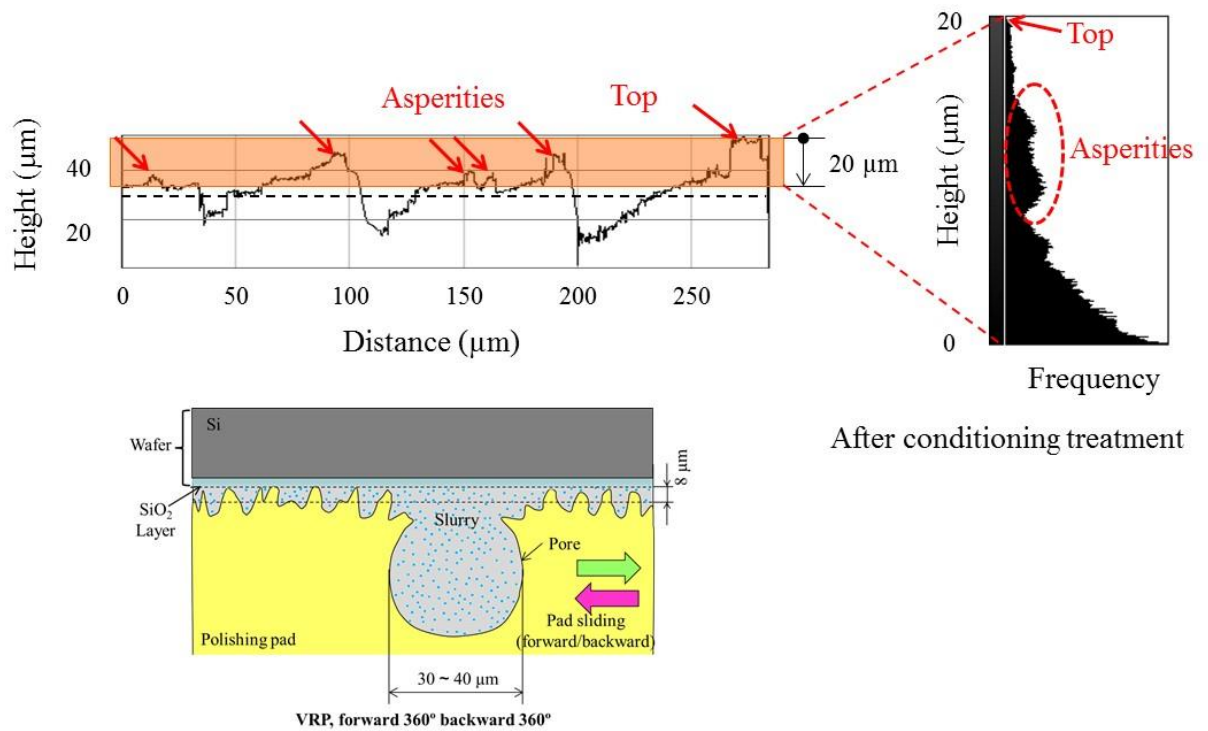 20
Top
Asperities
Top
Asperities
Height (µm)
40
20
20 µm
Height (µm)
0
0
50
100
150
200
250
Distance (µm)
Frequency
After conditioning treatment
Wafer
Si
8 µm
SiO₂
Layer
Slurry
Pore
Polishing pad
Pad sliding
(forward/backward)
30 ~ 40 µm
VRP, forward 360º backward 360º